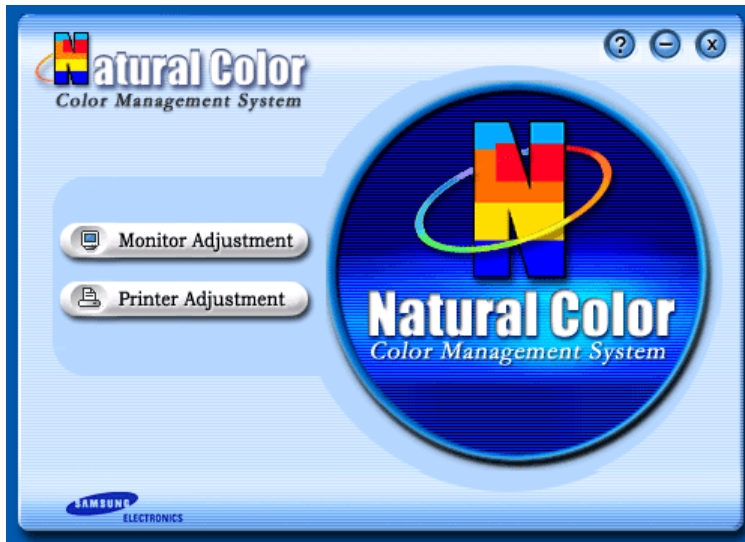 Natural Color
Color Management System
?
x
Monitor Adjustment
Printer Adjustment
N
Natural Color
Color Management System
SAMSUNG
ELECTRONICS